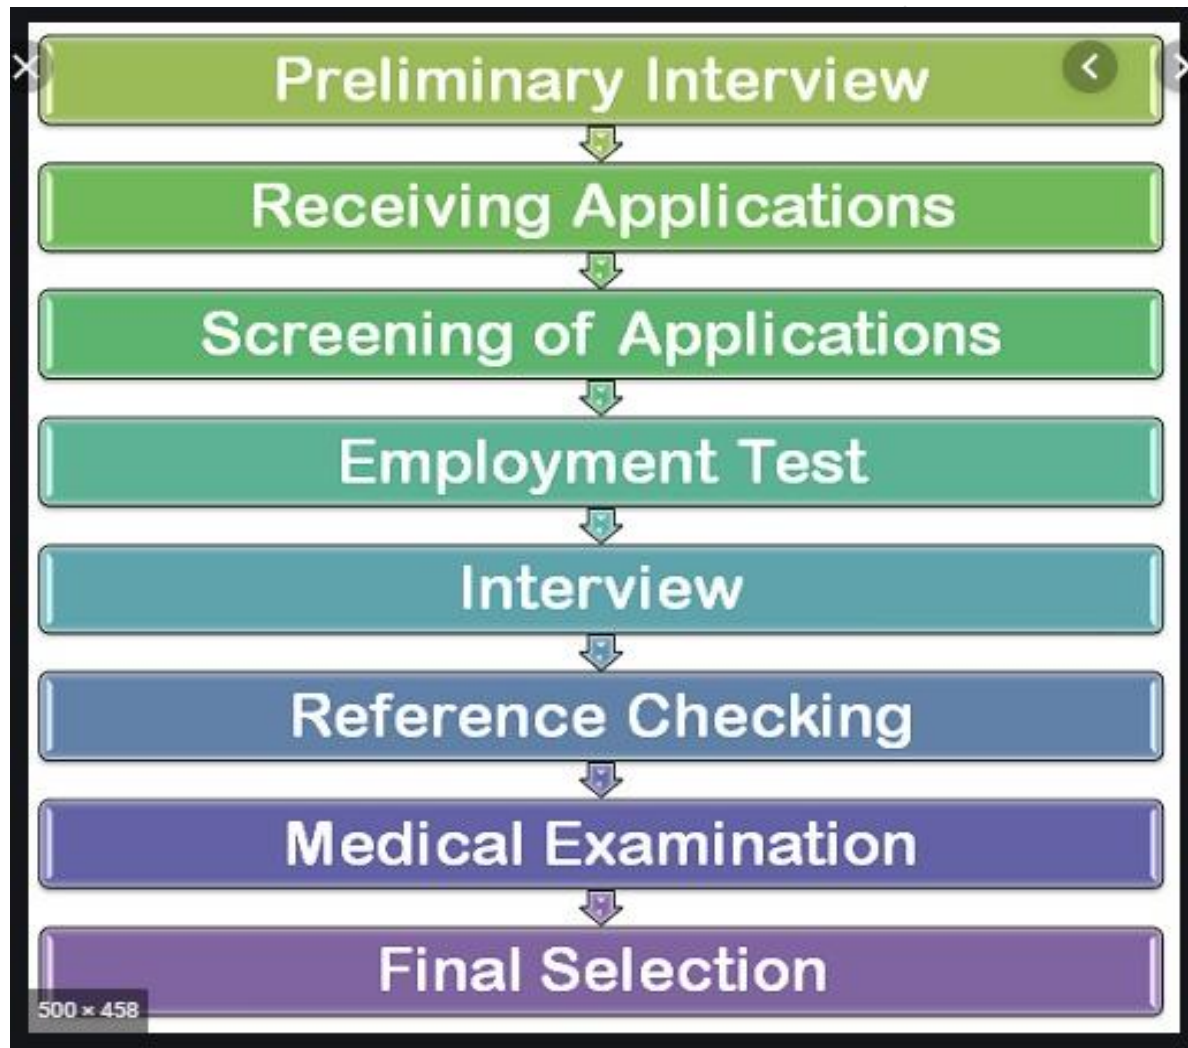 Preliminary Interview
Receiving Applications
Screening of Applications
Employment Test
Interview
Reference Checking
Medical Examination
Final Selection
500 × 458